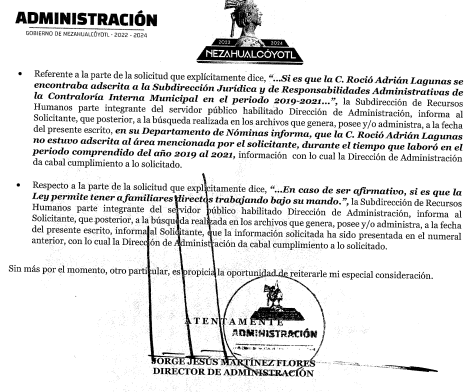 ADMINISTRACIÓN
GOBIERNO DE NEZAHUALCÓYOTL - 2022 - 2024
2022 2024
NEZAHUALCÓYOTL
• Referente a la parte de la solicitud que explícitamente dice, “...Si es que la C. Roció Adrián Lagunas se
encontraba adscrita a la Subdirección Jurídica y de Responsabilidades Administrativas de
la Contraloría Interna Municipal en el periodo 2019-2021...”, la Subdirección de Recursos
Humanos parte integrante del servidor público habilitado Dirección de Administración, informa al
Solicitante, que posterior, a la búsqueda realizada en los archivos que genera, posee y/o administra, a la fecha
del presente escrito, en su Departamento de Nóminas informa, que la C. Roció Adrián Lagunas
no estuvo adscrita al área mencionada por el solicitante, durante el tiempo que laboró en el
periodo comprendido del año 2019 al 2021, información con lo cual la Dirección de Administración
da cabal cumplimiento a lo solicitado.
• Respecto a la parte de la solicitud que explícitamente dice, “...En caso de ser afirmativo, si es que la
Ley permite tener a familiares directos trabajando bajo su mando.”, la Subdirección de Recursos
Humanos parte integrante del servidor público habilitado Dirección de Administración, informa al
Solicitante, que posterior, a la búsqueda realizada en los archivos que genera, posee y/o administra, a la fecha
del presente escrito, informa al Solicitante, que la información solicitada ha sido presentada en el numeral
anterior, con lo cual la Dirección de Administración da cabal cumplimiento a lo solicitado.
Sin más por el momento, otro particular, es propicia la oportunidad de reiterarle mi especial consideración.
ATENTAMENTE
ADMINISTRACIÓN
JORGE JESÚS MARTÍNEZ FLORES
DIRECTOR DE ADMINISTRACIÓN